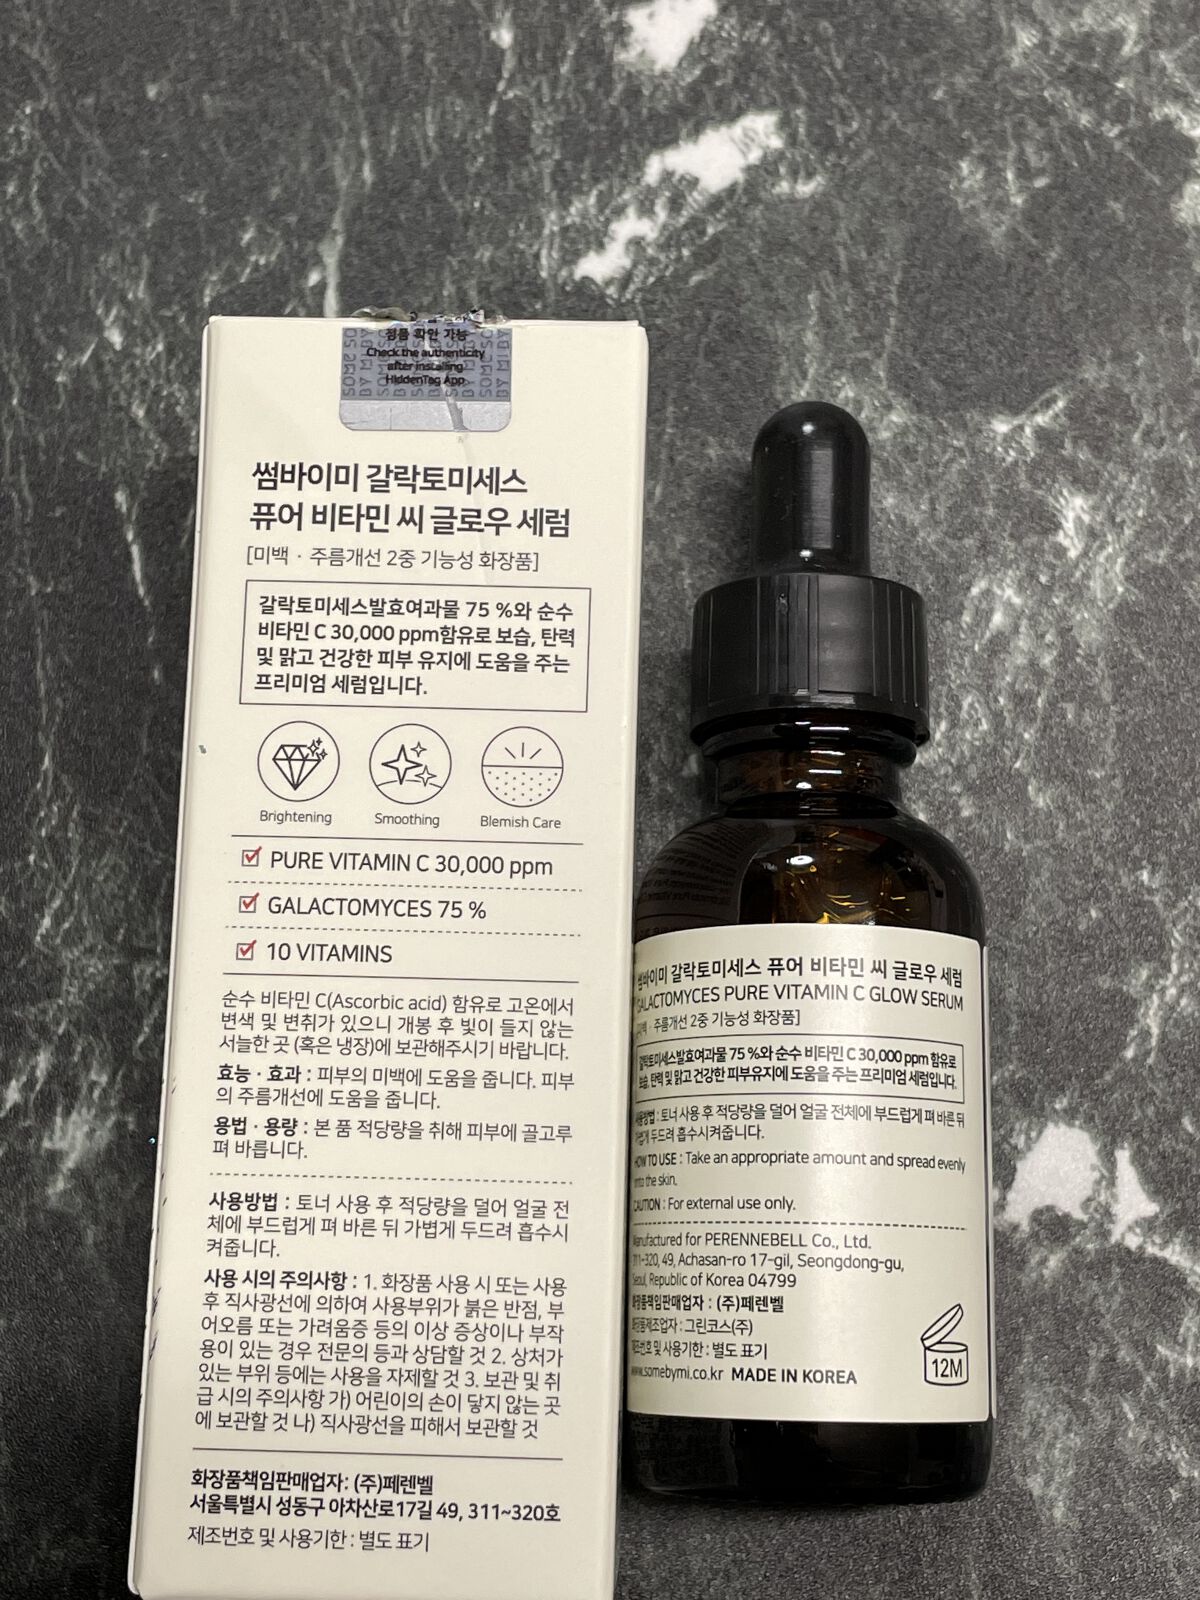 정품 확인 가능
Check the authenticity
after installing
HiddenTag App
썸바이미 갈락토미세스
퓨어 비타민 씨 글로우 세럼
[미백 · 주름개선 2중 기능성 화장품]
갈락토미세스발효여과물 75 %와 순수
비타민 C 30,000 ppm함유로 보습, 탄력
및 맑고 건강한 피부 유지에 도움을 주는
프리미엄 세럼입니다.
Brightening
Smoothing
Blemish Care
PURE VITAMIN C 30,000 ppm
GALACTOMYCES 75 %
10 VITAMINS
순수 비타민 C(Ascorbic acid) 함유로 고온에서
변색 및 변취가 있으니 개봉 후 빛이 들지 않는
서늘한 곳 (혹은 냉장)에 보관해주시기 바랍니다.
효능 · 효과 : 피부의 미백에 도움을 줍니다. 피부
의 주름개선에 도움을 줍니다.
용법 · 용량 : 본 품 적당량을 취해 피부에 골고루
펴 바릅니다.
사용방법 : 토너 사용 후 적당량을 덜어 얼굴 전
체에 부드럽게 펴 바른 뒤 가볍게 두드려 흡수시
켜줍니다.
사용 시의 주의사항 : 1. 화장품 사용 시 또는 사용
후 직사광선에 의하여 사용부위가 붉은 반점, 부
어오름 또는 가려움증 등의 이상 증상이나 부작
용이 있는 경우 전문의 등과 상담할 것 2. 상처가
있는 부위 등에는 사용을 자제할 것 3. 보관 및 취
급 시의 주의사항 가) 어린이의 손이 닿지 않는 곳
에 보관할 것 나) 직사광선을 피해서 보관할 것
화장품책임판매업자: (주)페렌벨
서울특별시 성동구 아차산로17길 49, 311~320호
제조번호 및 사용기한 : 별도 표기
썸바이미 갈락토미세스 퓨어 비타민 씨 글로우 세럼
GALACTOMYCES PURE VITAMIN C GLOW SERUM
[미백 · 주름개선 2중 기능성 화장품]
갈락토미세스발효여과물 75 %와 순수 비타민 C 30,000 ppm 함유로
보습, 탄력 및 맑고 건강한 피부유지에 도움을 주는 프리미엄 세럼입니다.
사용방법 : 토너 사용 후 적당량을 덜어 얼굴 전체에 부드럽게 펴 바른 뒤
가볍게 두드려 흡수시켜줍니다.
HOW TO USE : Take an appropriate amount and spread evenly
onto the skin.
CAUTION : For external use only.
Manufactured for PERENNEBELL Co., Ltd.
311-320, 49, Achasan-ro 17-gil, Seongdong-gu,
Seoul, Republic of Korea 04799
화장품책임판매업자 : (주)페렌벨
화장품제조업자 : 그린코스(주)
제조번호 및 사용기한 : 별도 표기
www.somebymi.co.kr MADE IN KOREA
12M